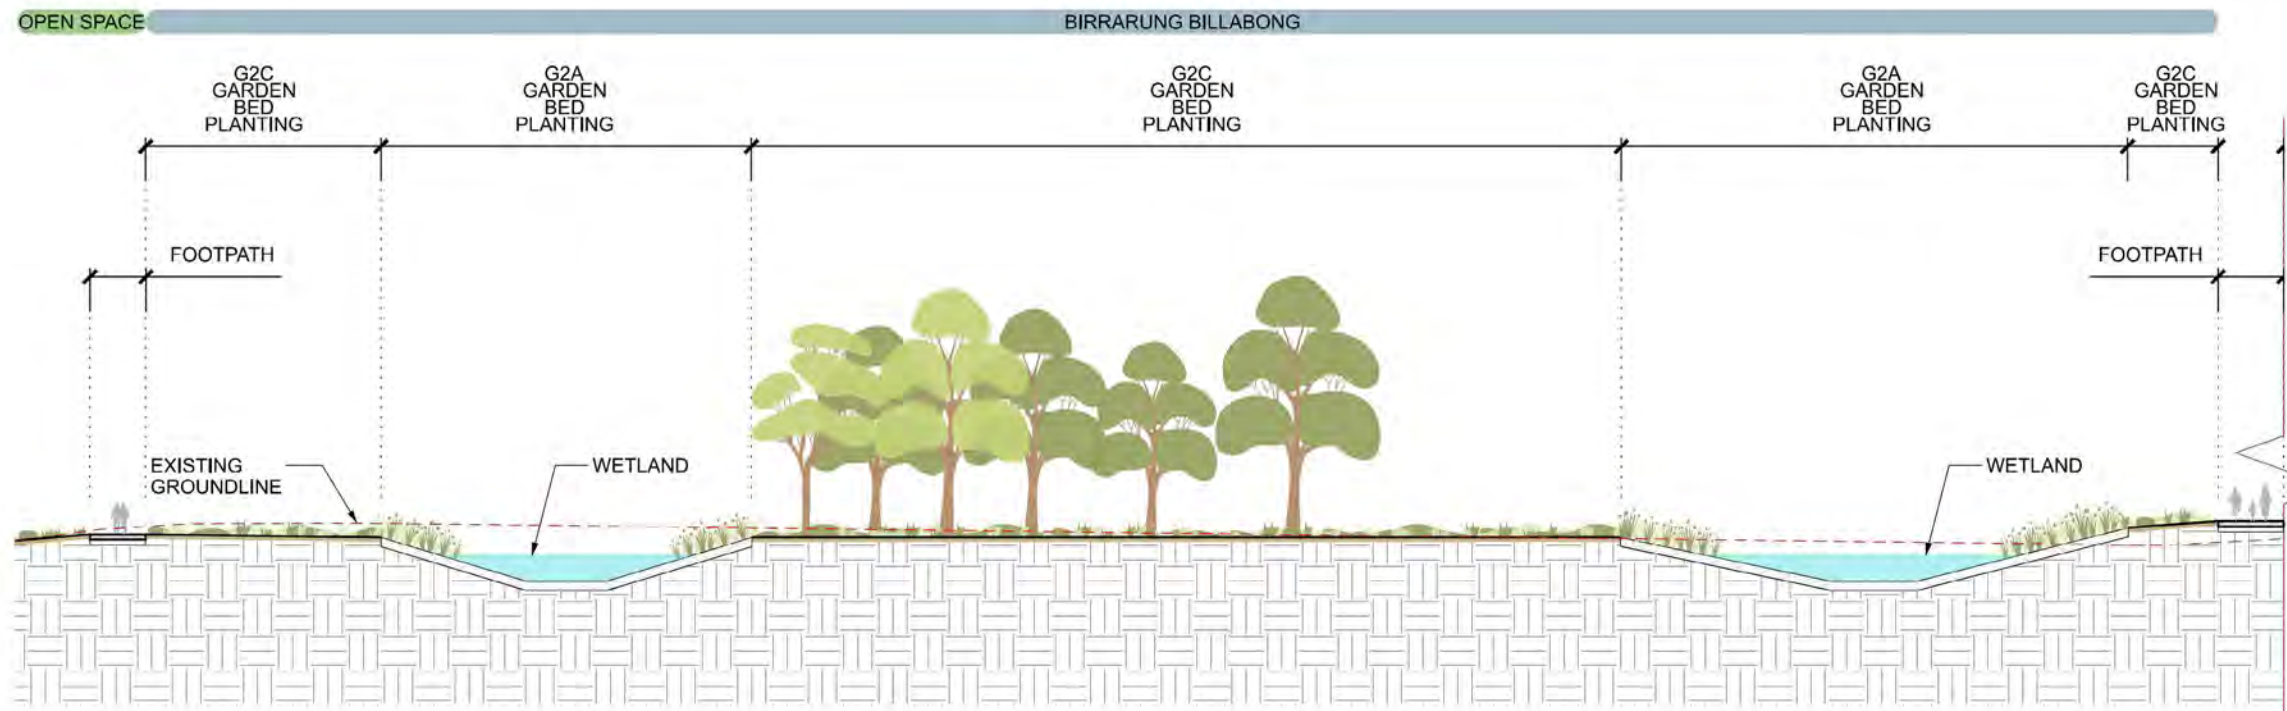 OPEN SPACE
BIRRARUNG BILLABONG
G2C
GARDEN
BED
PLANTING
G2A
GARDEN
BED
PLANTING
G2C
GARDEN
BED
PLANTING
G2A
GARDEN
BED
PLANTING
G2C
GARDEN
BED
PLANTING
FOOTPATH
FOOTPATH
EXISTING
GROUNDLINE
WETLAND
WETLAND